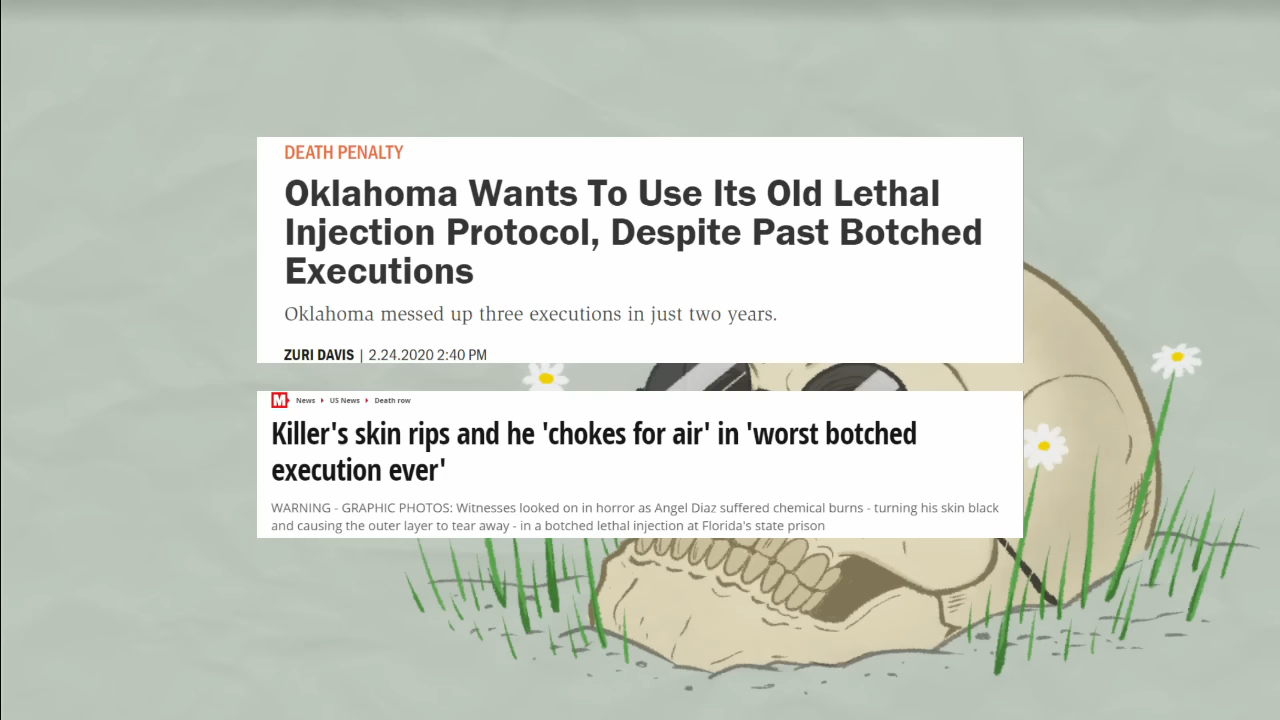 DEATH PENALTY
Oklahoma Wants To Use Its Old Lethal
Injection Protocol, Despite Past Botched
Executions
Oklahoma messed up three executions in just two years.
ZURI DAVIS | 2.24.2020 2:40 PM
M News Us News Death row
Killer's skin rips and he 'chokes for air' in 'worst botched
execution ever'
WARNING - GRAPHIC PHOTOS: Witnesses looked on in horror as Angel Diaz suffered chemical burns - turning his skin black
and causing the outer layer to tear away - in a botched lethal injection at Florida's state prison